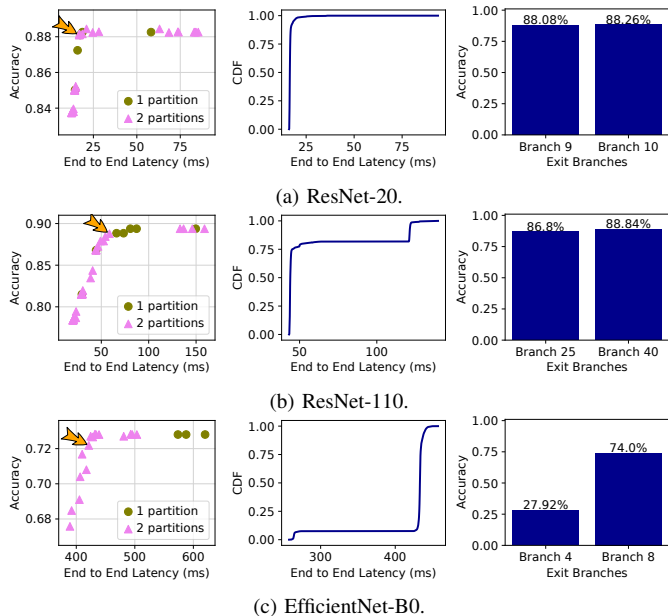 0.88
0.86
0.84
Accuracy
1 partition
2 partitions
25 50 75
End to End Latency (ms)
1.00
0.75
0.50
0.25
0.00
CDF
25 50 75
End to End Latency (ms)
1.00
0.75
0.50
0.25
0.00
Accuracy
88.08% 88.26%
Branch 9 Branch 10
Exit Branches
(a) ResNet-20.
0.90
0.85
0.80
Accuracy
1 partition
2 partitions
50 100 150
End to End Latency (ms)
1.00
0.75
0.50
0.25
0.00
CDF
50 100
End to End Latency (ms)
1.00
0.75
0.50
0.25
0.00
Accuracy
86.8% 88.84%
Branch 25 Branch 40
Exit Branches
(b) ResNet-110.
0.72
0.70
0.68
Accuracy
1 partition
2 partitions
400 500 600
End to End Latency (ms)
1.00
0.75
0.50
0.25
0.00
CDF
300 400
End to End Latency (ms)
1.00
0.75
0.50
0.25
0.00
Accuracy
27.92% 74.0%
Branch 4 Branch 8
Exit Branches
(c) EfficientNet-B0.